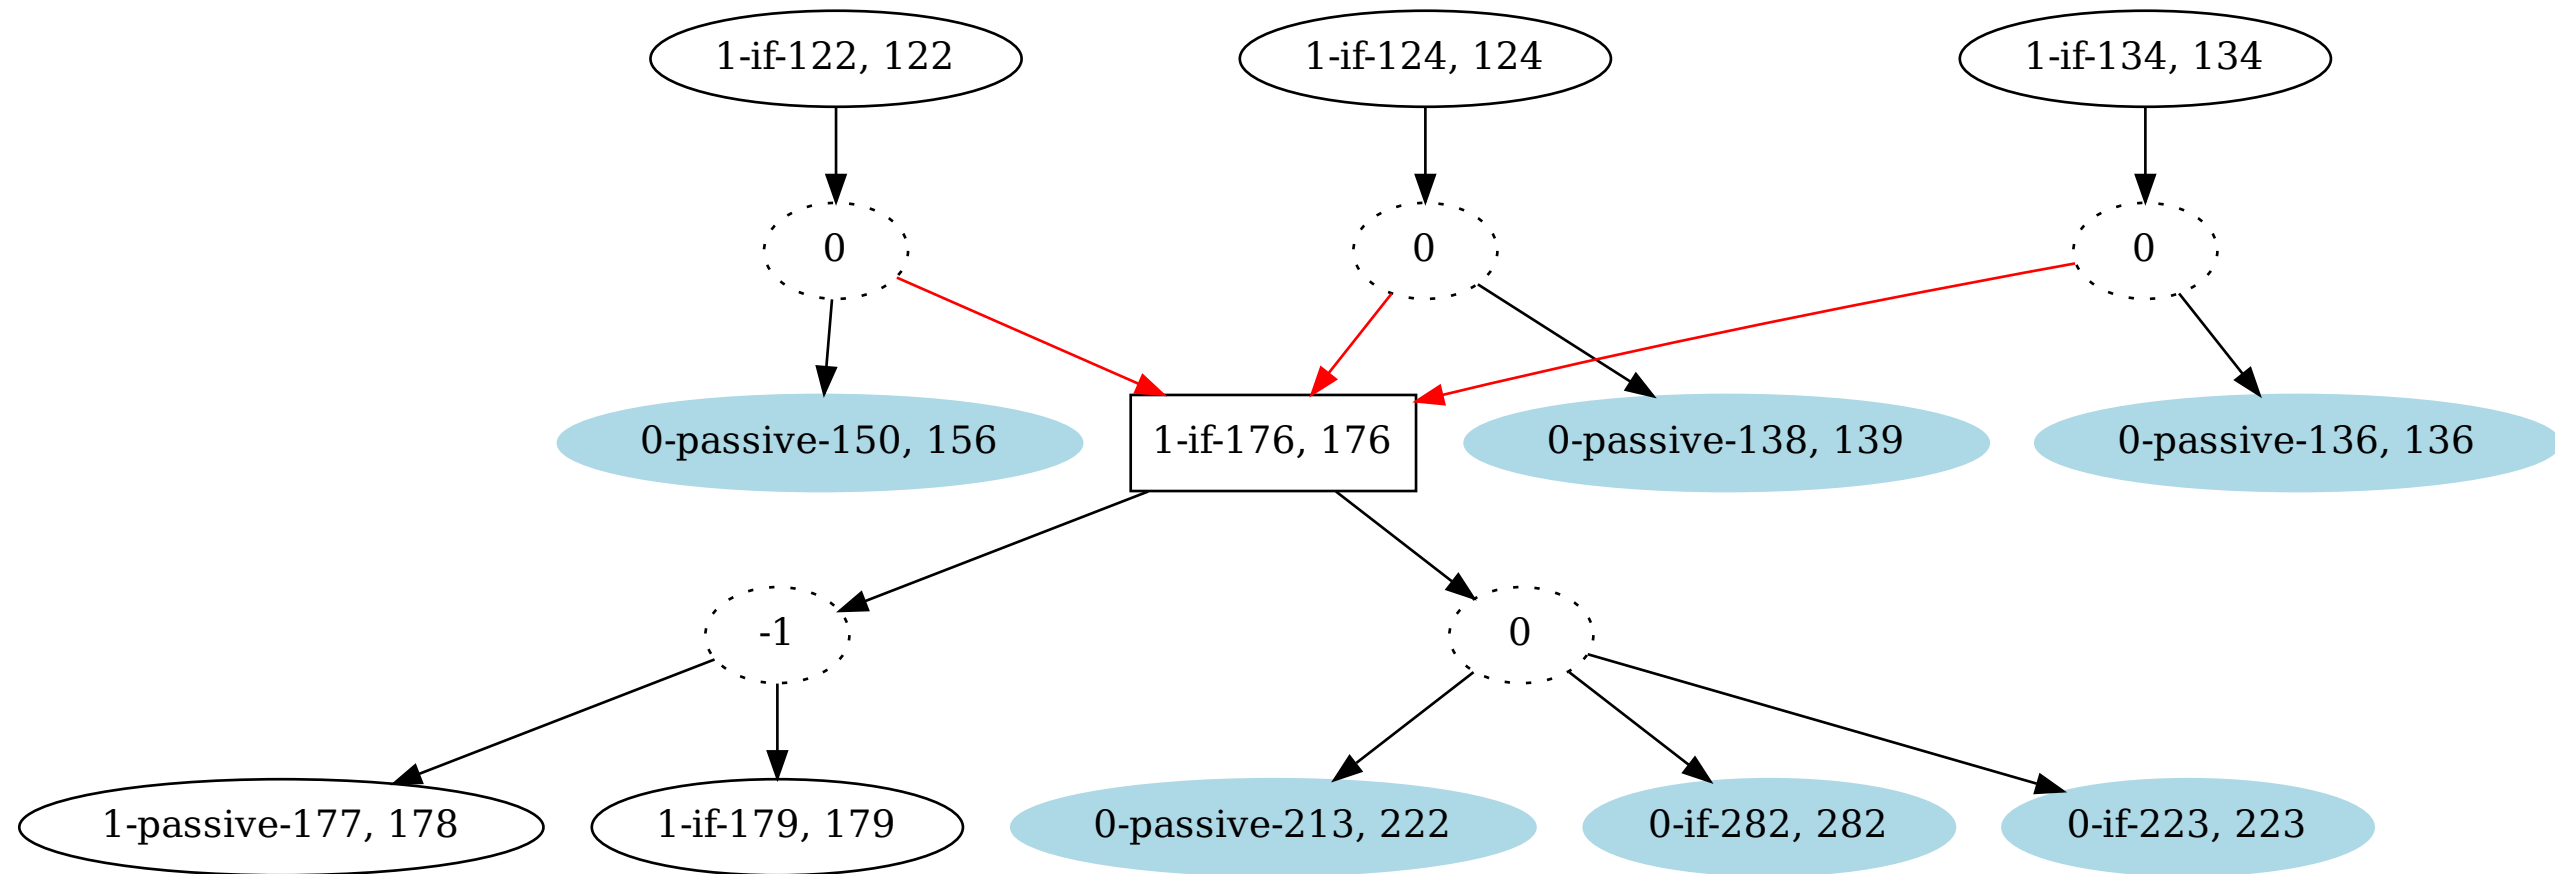 1-if-122, 122
1-if-124, 124
1-if-134, 134
0
0
0
0-passive-150, 156
1-if-176, 176
0-passive-138, 139
0-passive-136, 136
-1
0
1-passive-177, 178
1-if-179, 179
0-passive-213, 222
0-if-282, 282
0-if-223, 223